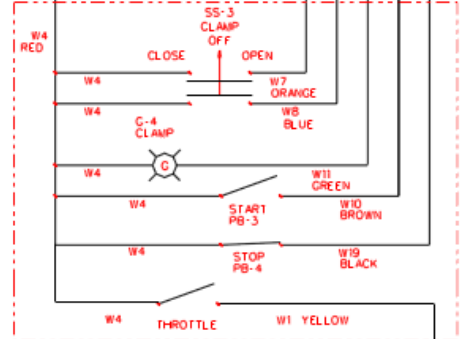 SS-3
CLAMP
OFF
W4
RED
CLOSE OPEN
W4
W7
ORANGE
W4
W8
BLUE
G-4
CLAMP
G
W4
W11
GREEN
W4
START
PB-3
W10
BROWN
W4
STOP
PB-4
W19
BLACK
W4
THROTTLE
W1 YELLOW